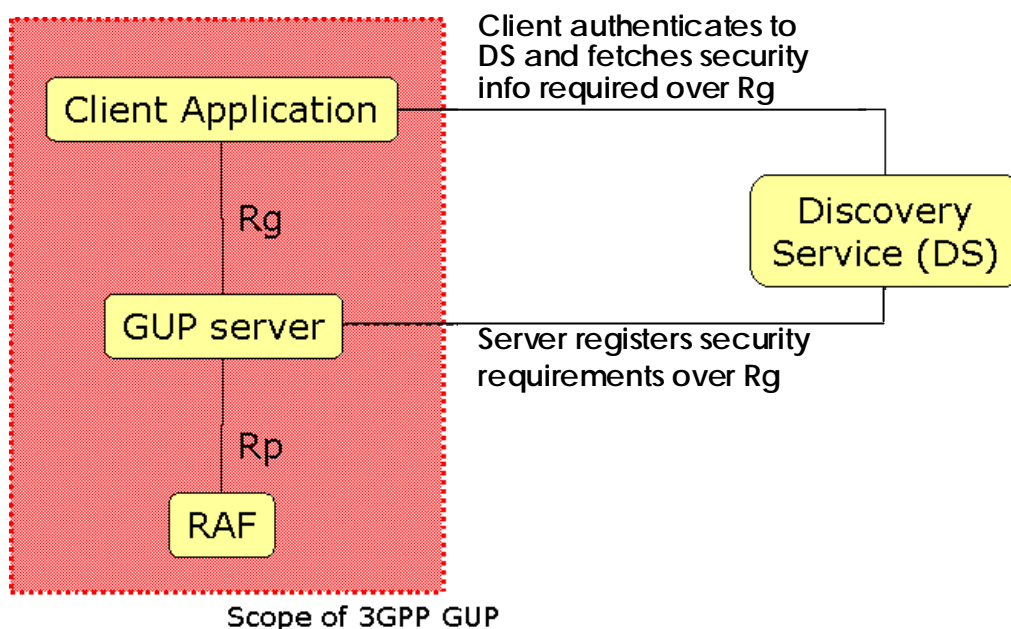 Client authenticates to
DS and fetches security
info required over Rg
Client Application
Rg
Discovery
Service (DS)
GUP server
Server registers security
requirements over Rg
Rp
RAF
Scope of 3GPP GUP